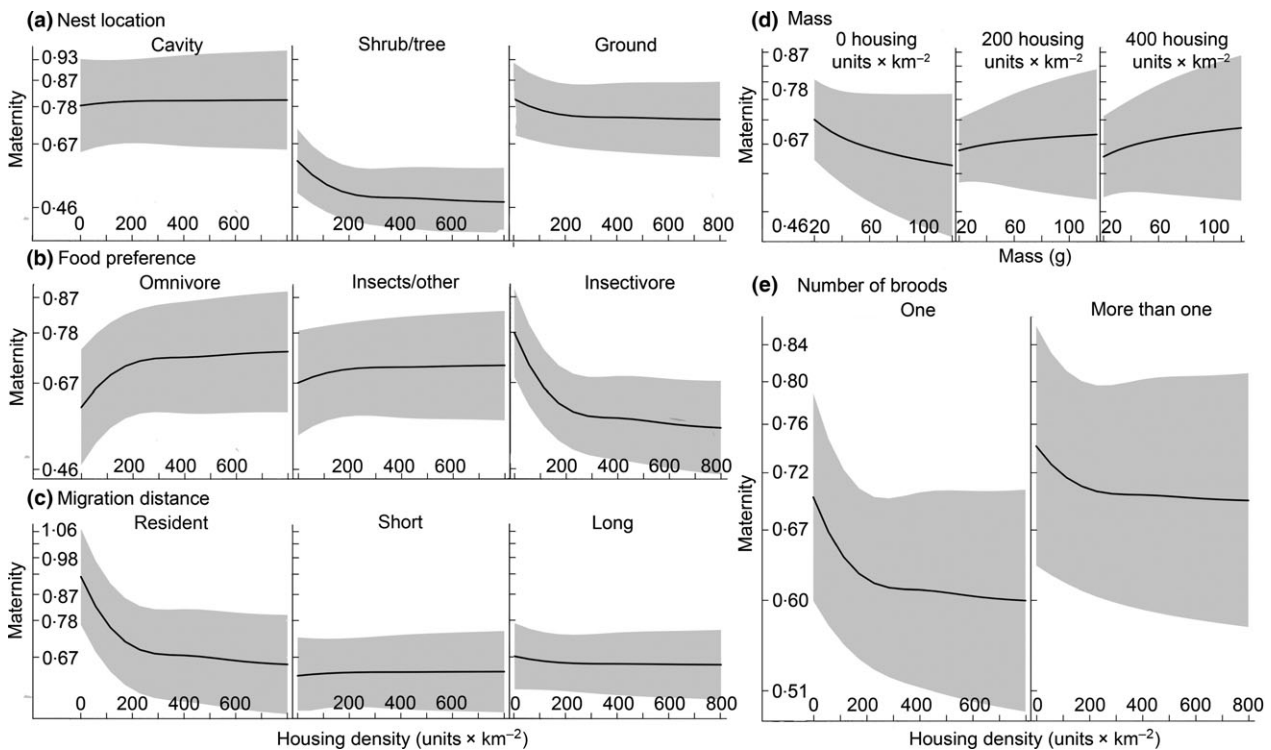 (a) Nest location
Cavity
Shrub/tree
Ground
Maternity
0·93
0·87
0·78
0·67
0·46
0 200 400 600
200 400 600
200 400 600 800
(b) Food preference
Omnivore
Insects/other
Insectivore
Maternity
0·87
0·78
0·67
0·46
200 400 600
200 400 600
200 400 600 800
(c) Migration distance
Resident
Short
Long
Maternity
1·06
0·98
0·87
0·78
0·67
0 200 400 600
200 400 600
200 400 600 800
Housing density (units × km−2)
(d) Mass
0 housing
units × km−2
200 housing
units × km−2
400 housing
units × km−2
Maternity
0·87
0·78
0·67
0·46
20 60 100
20 60 100
20 60 100
Mass (g)
(e) Number of broods
One
More than one
Maternity
0·84
0·80
0·76
0·72
0·67
0·60
0·51
0 200 400 600
0 200 400 600 800
Housing density (units × km−2)